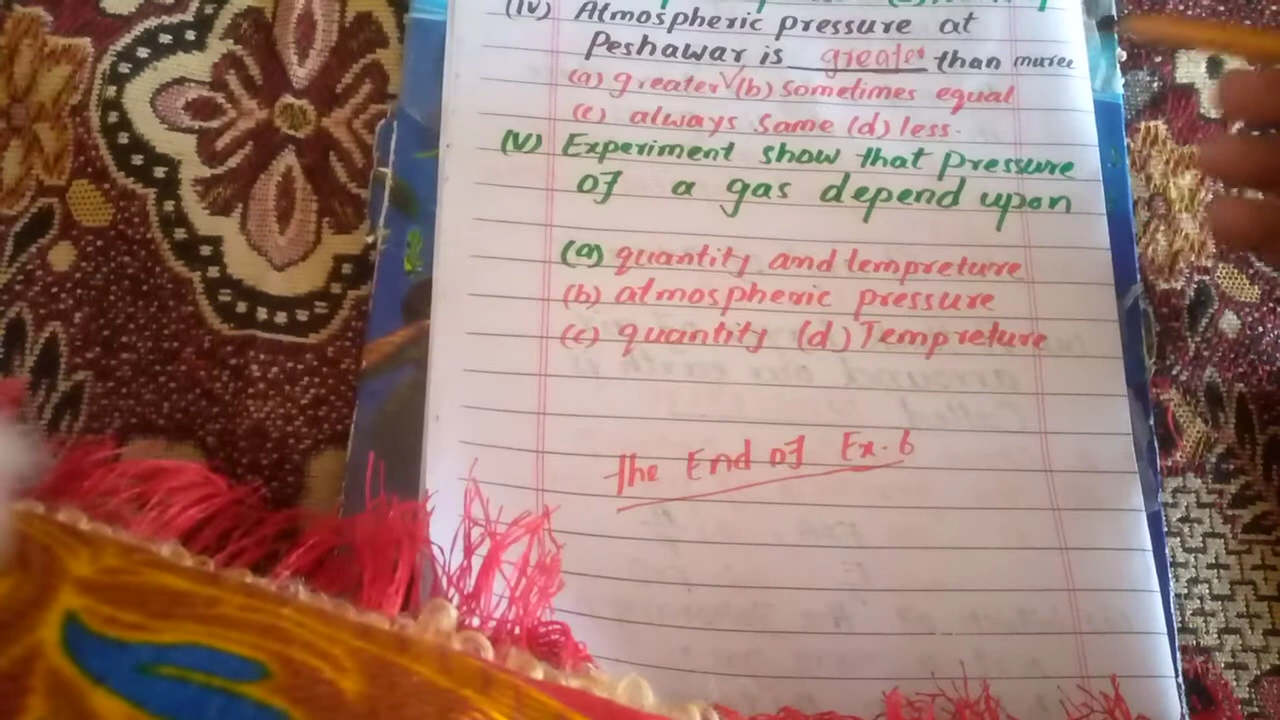 (iv) Atmospheric pressure at
Peshawar is greater than muree
(a) greater ✓ (b) sometimes equal
(c) always same (d) less.
(V) Experiment show that pressure
of a gas depend upon
(a) quantity and tempreture
(b) atmospheric pressure
(c) quantity (d) Tempreture
The End of Ex. 6